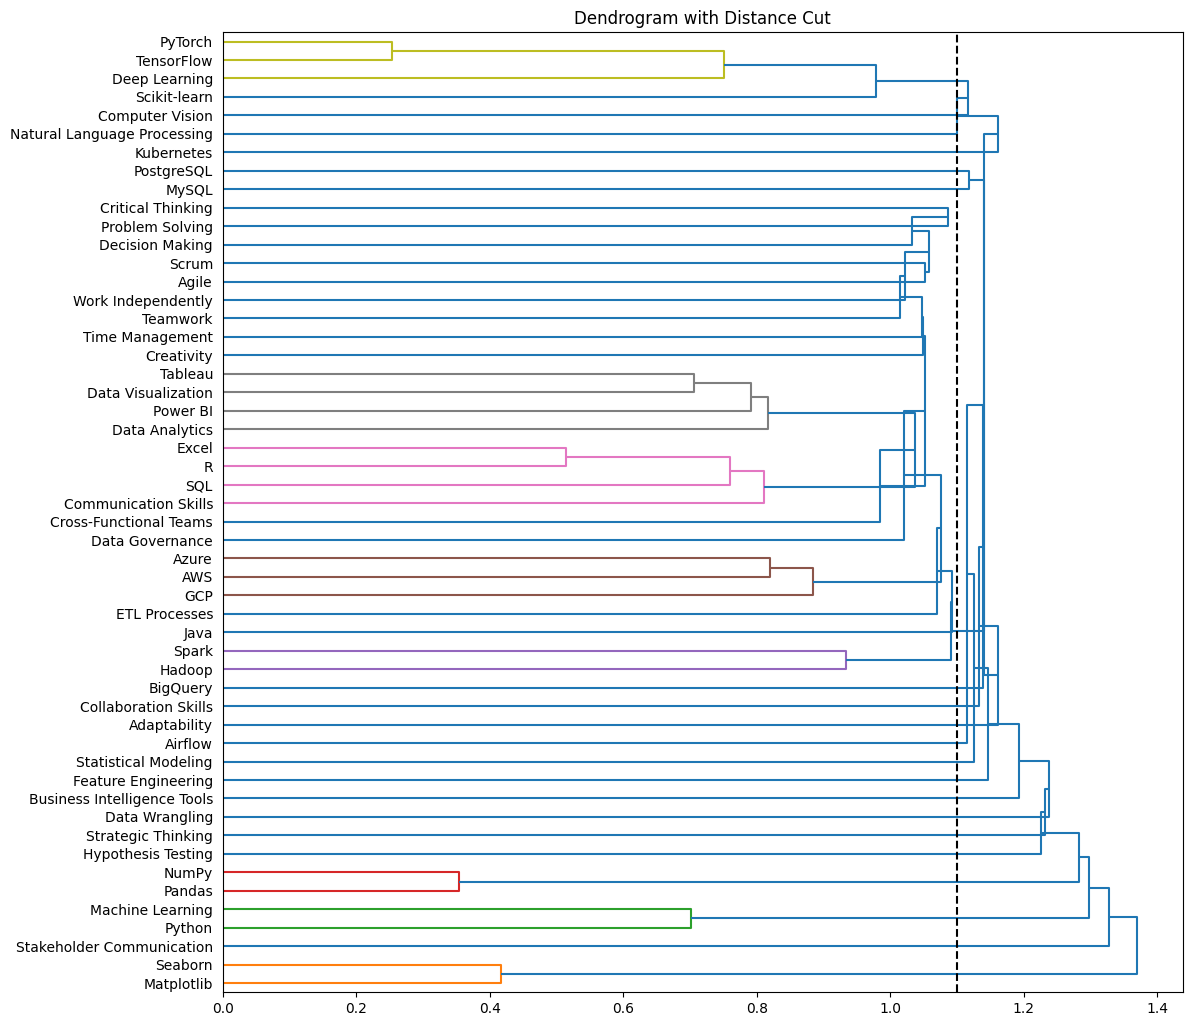 Dendrogram with Distance Cut
PyTorch
TensorFlow
Deep Learning
Scikit-learn
Computer Vision
Natural Language Processing
Kubernetes
PostgreSQL
MySQL
Critical Thinking
Problem Solving
Decision Making
Scrum
Agile
Work Independently
Teamwork
Time Management
Creativity
Tableau
Data Visualization
Power BI
Data Analytics
Excel
R
SQL
Communication Skills
Cross-Functional Teams
Data Governance
Azure
AWS
GCP
ETL Processes
Java
Spark
Hadoop
BigQuery
Collaboration Skills
Adaptability
Airflow
Statistical Modeling
Feature Engineering
Business Intelligence Tools
Data Wrangling
Strategic Thinking
Hypothesis Testing
NumPy
Pandas
Machine Learning
Python
Stakeholder Communication
Seaborn
Matplotlib
0.0 0.2 0.4 0.6 0.8 1.0 1.2 1.4